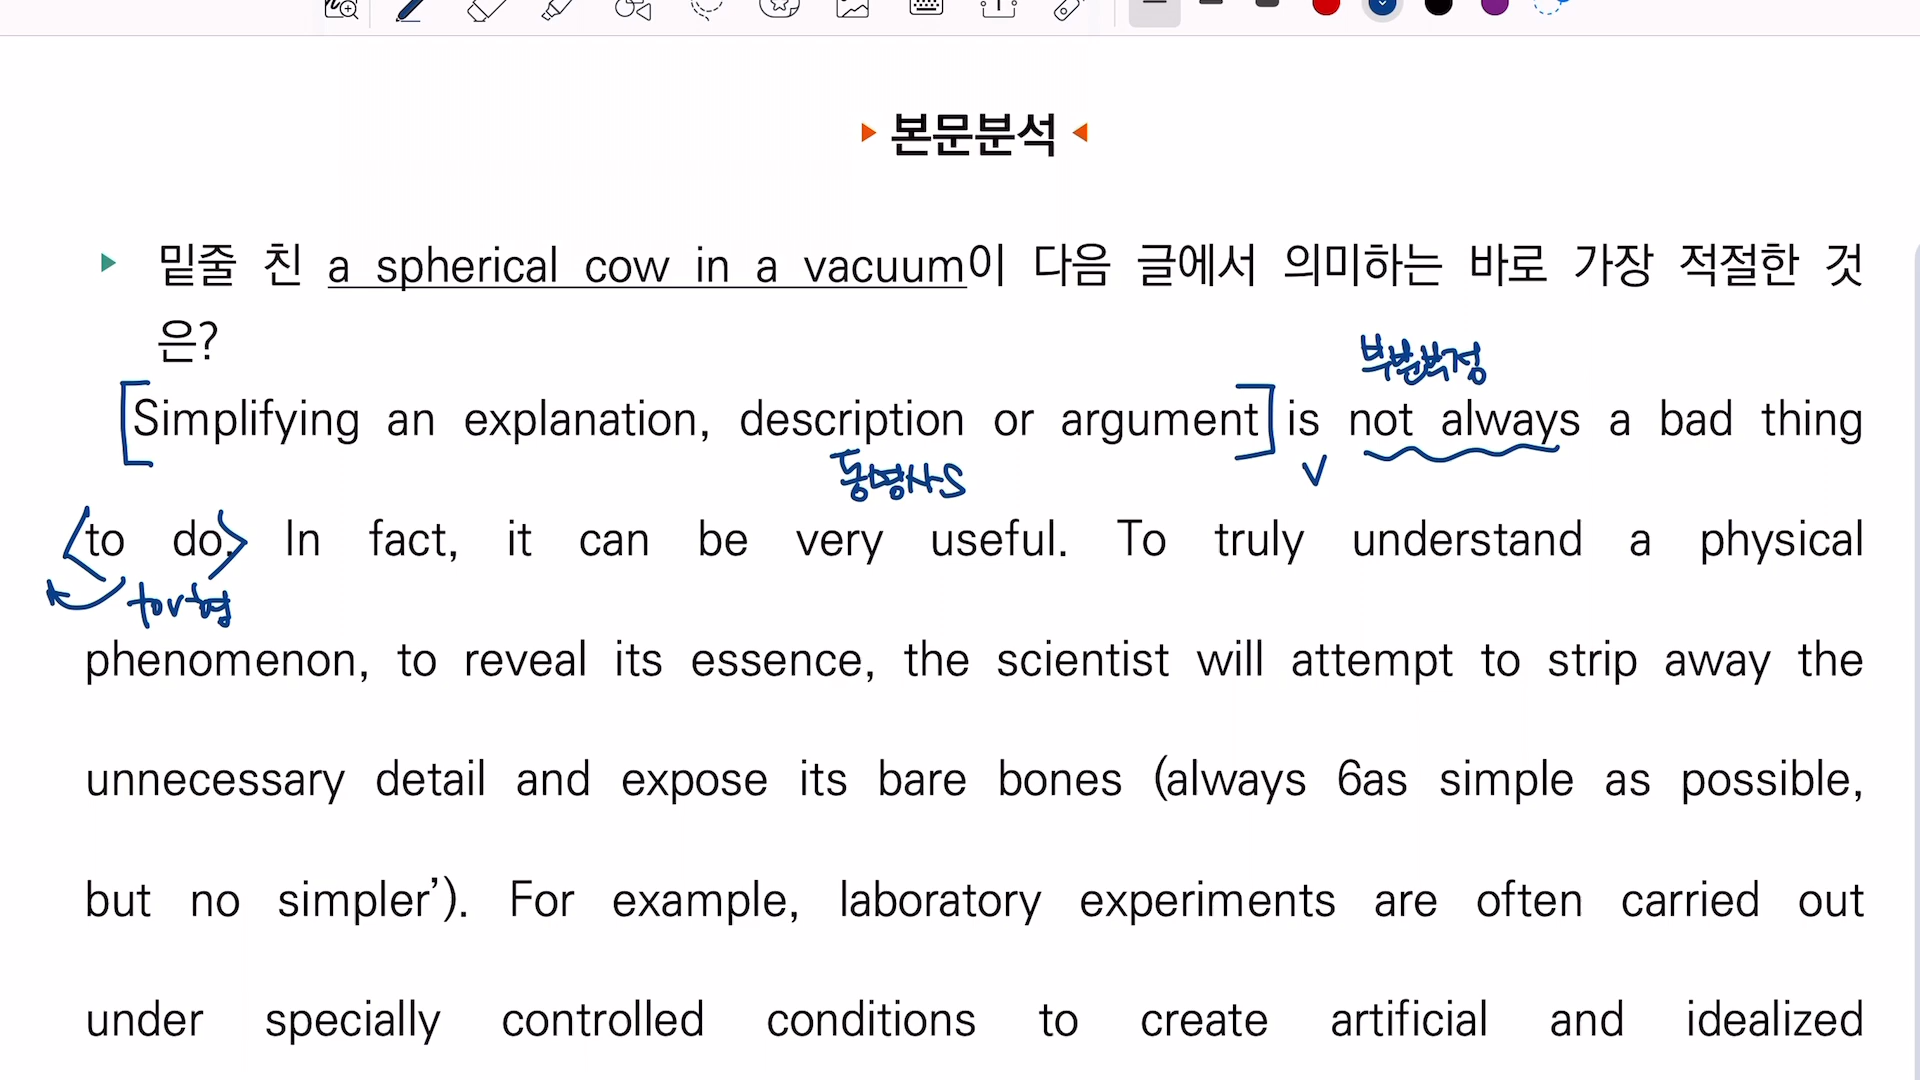 본문분석
밑줄 친 a spherical cow in a vacuum이 다음 글에서 의미하는 바로 가장 적절한 것
은?
부분부정
Simplifying an explanation, description or argument is not always a bad thing
동명사S V
to do. In fact, it can be very useful. To truly understand a physical
toV형
phenomenon, to reveal its essence, the scientist will attempt to strip away the
unnecessary detail and expose its bare bones (always 6as simple as possible,
but no simpler’). For example, laboratory experiments are often carried out
under specially controlled conditions to create artificial and idealized